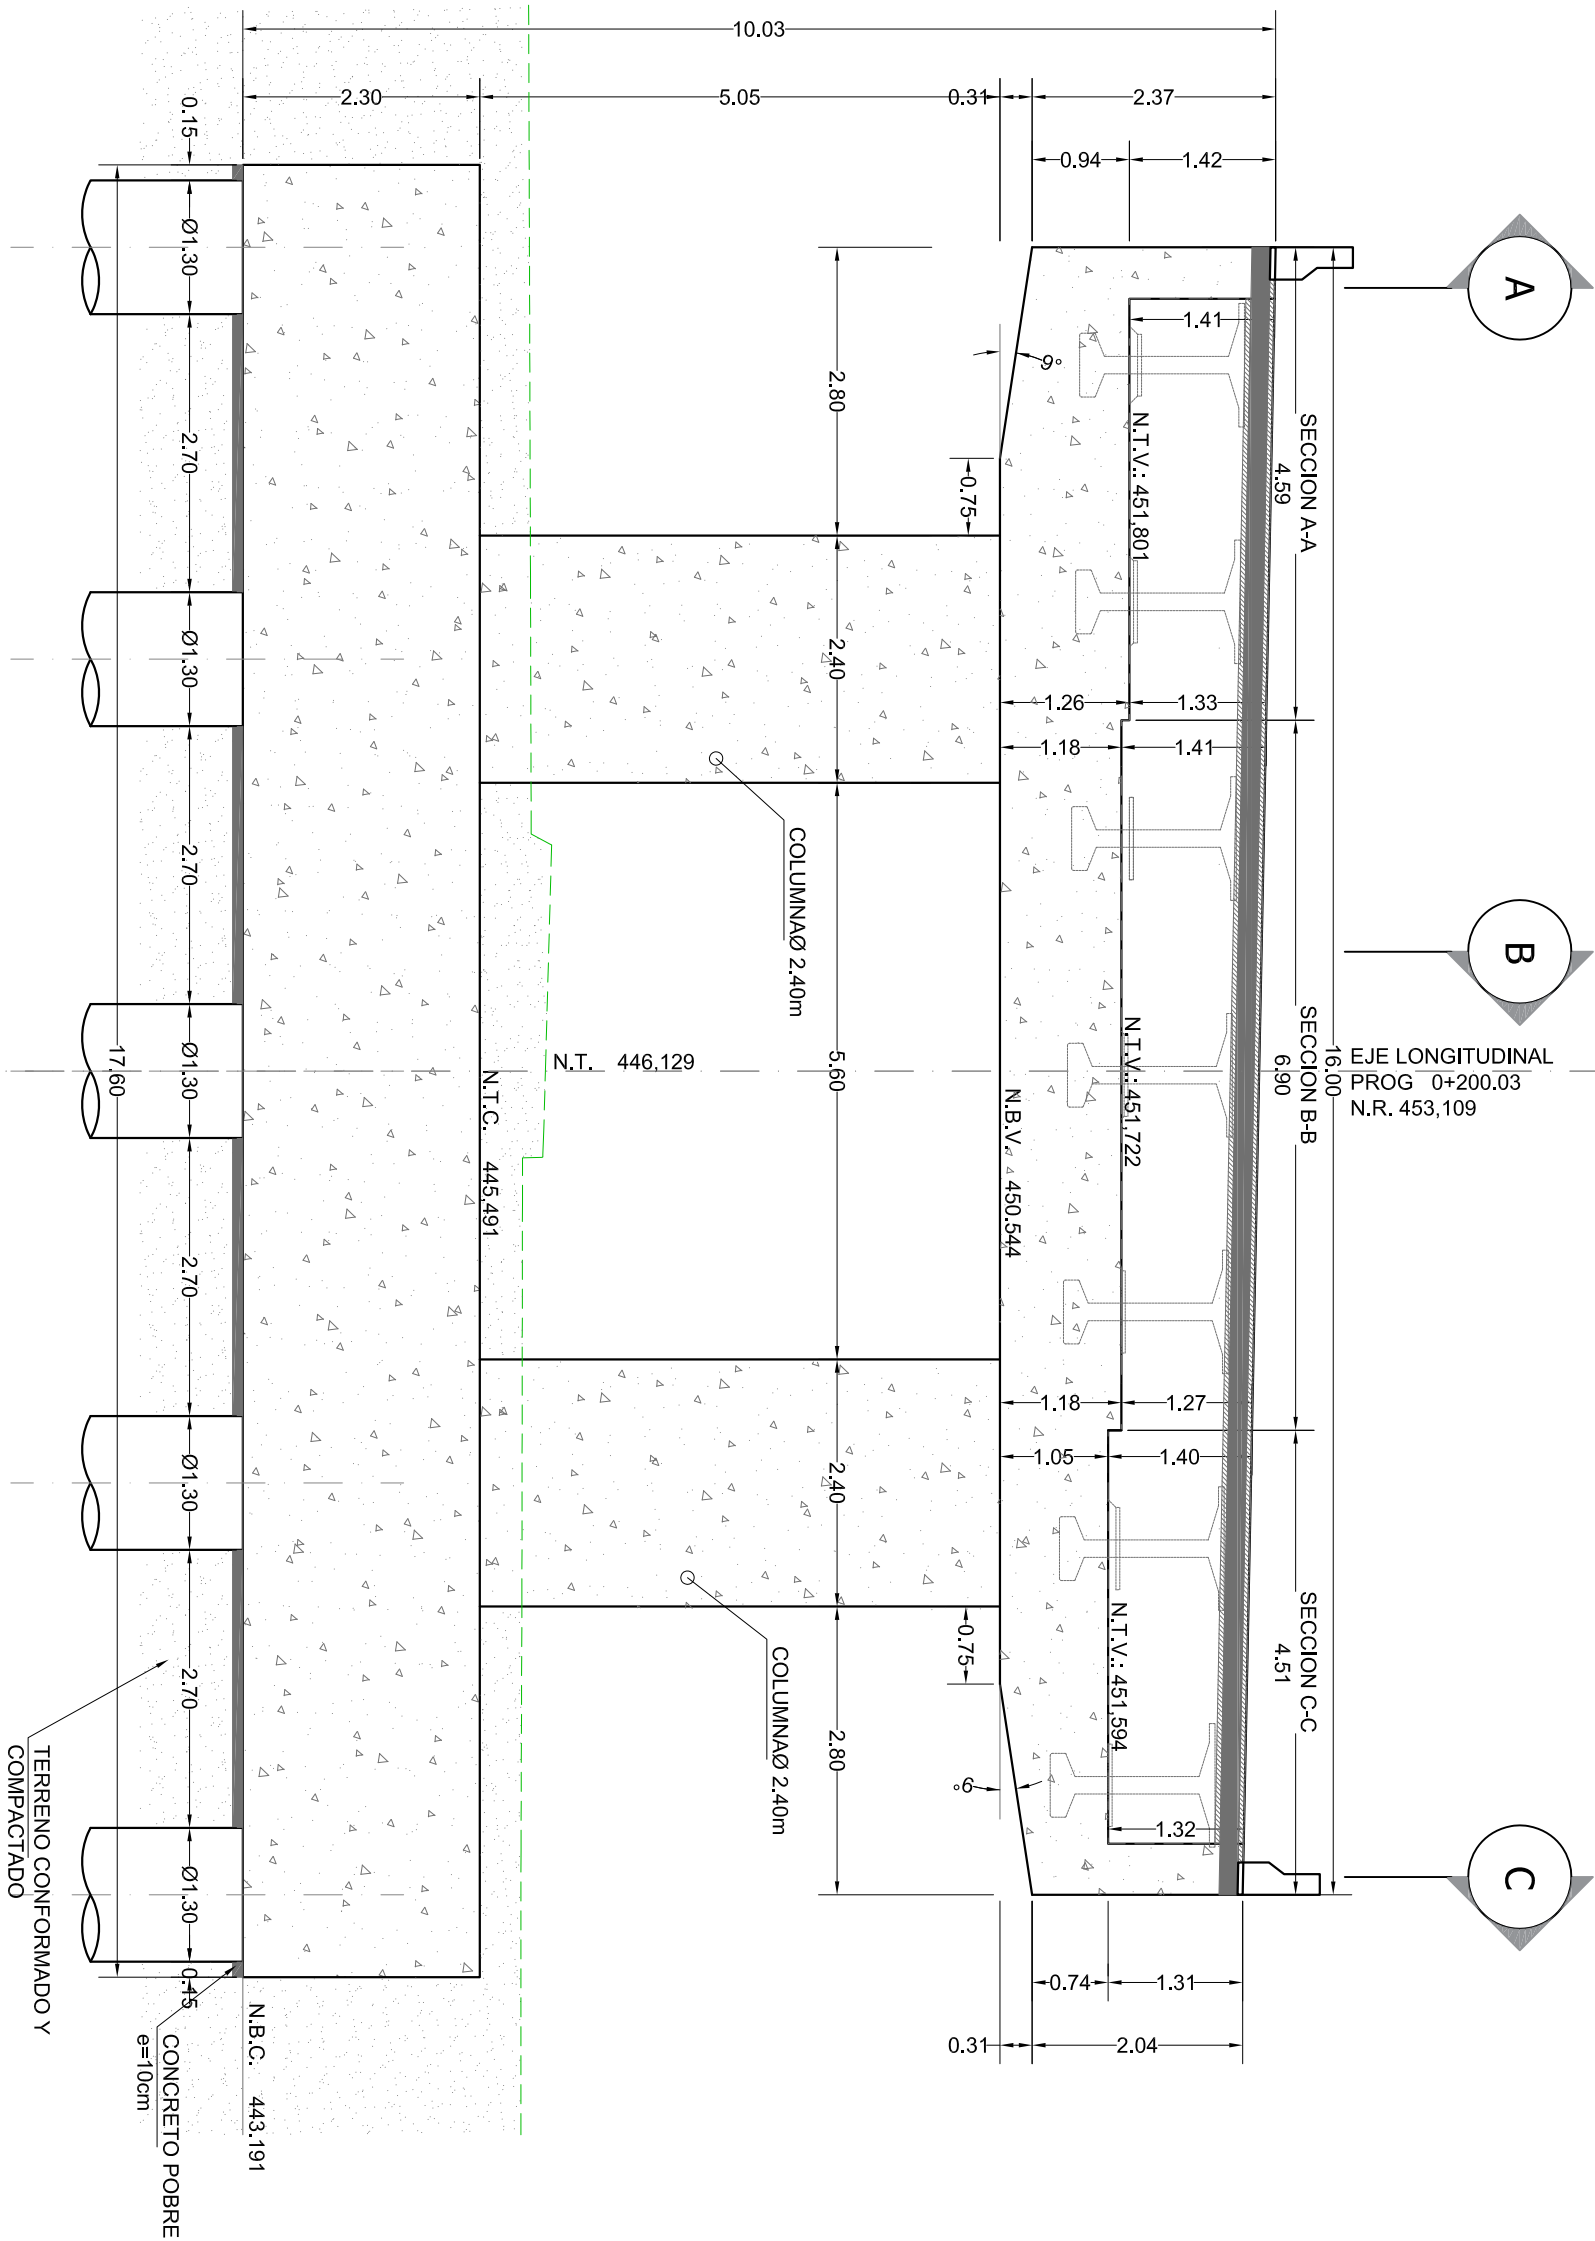 10.03
2.30
5.05
0.31
2.37
0.94
1.42
0.15
Ø1.30
2.70
Ø1.30
2.70
Ø1.30
2.70
Ø1.30
2.70
Ø1.30
0.15
17.60
A
B
C
SECCION A-A
4.59
SECCION B-B
6.90
SECCION C-C
4.51
16.00
EJE LONGITUDINAL
PROG 0+200.03
N.R. 453,109
1.41
9°
2.80
0.75
N.T.V.: 451,801
2.40
1.26
1.33
1.18
1.41
COLUMNAØ 2.40m
N.T. 446,129
5.60
N.T.C. 445,491
N.B.V. 450.544
N.T.V.: 451,722
1.18
1.27
1.05
1.40
2.40
COLUMNAØ 2.40m
0.75
N.T.V.: 451,594
2.80
9°
1.32
0.74
1.31
0.31
2.04
N.B.C. 443.191
CONCRETO POBRE
e=10cm
TERRENO CONFORMADO Y
COMPACTADO